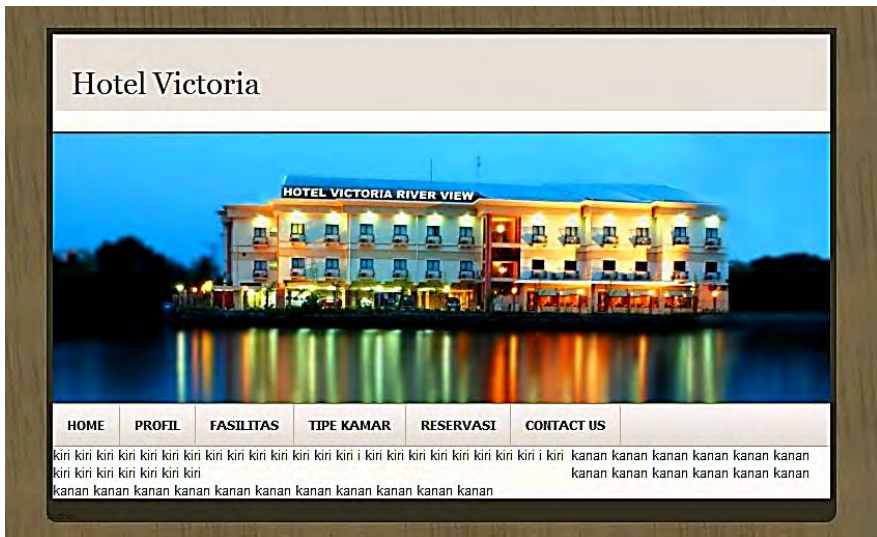 Hotel Victoria
HOTEL VICTORIA RIVER VIEW
HOME PROFIL FASILITAS TIPE KAMAR RESERVASI CONTACT US
kiri kiri kiri kiri kiri kiri kiri kiri kiri kiri kiri kiri kiri kiri i kiri kiri kiri kiri kiri kiri kiri kiri i kiri kanan kanan kanan kanan kanan kanan
kiri kiri kiri kiri kiri kiri kiri kanan kanan kanan kanan kanan kanan
kanan kanan kanan kanan kanan kanan kanan kanan kanan kanan kanan